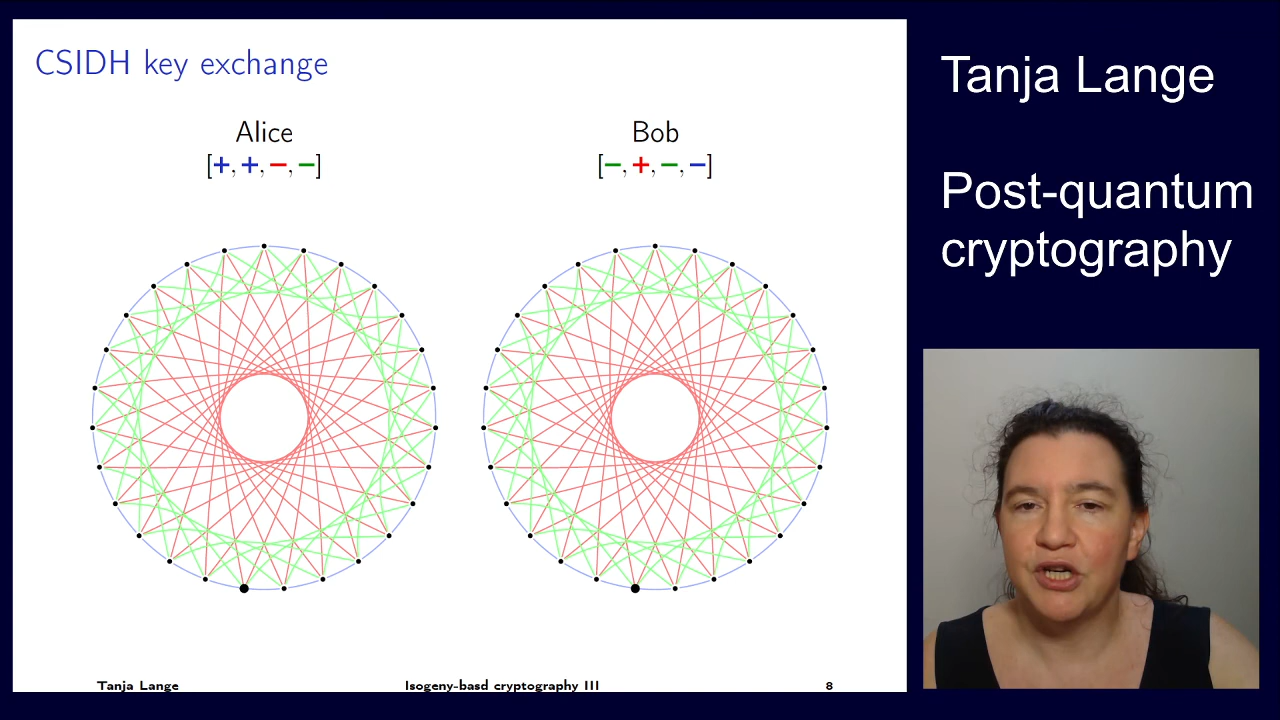 CSIDH key exchange
Alice
[+, +, −, −]
Bob
[−, +, −, −]
Tanja Lange
Isogeny-basd cryptography III
8
Tanja Lange
Post-quantum
cryptography